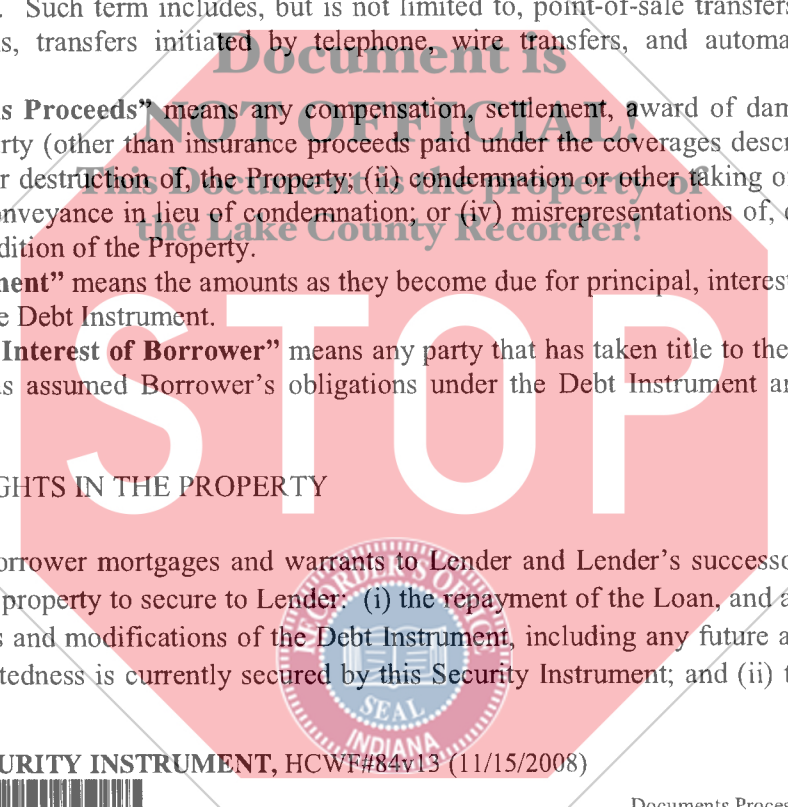 . Such term includes, but is not limited to, point-of-sale transfers
s, transfers initiated by telephone, wire transfers, and automa
Document is
s Proceeds” means any compensation, settlement, award of dam
NOT OFFICIAL!
rty (other than insurance proceeds paid under the coverages descr
This Document is the property of
r destruction of, the Property; (ii) condemnation or other taking o
nveyance in lieu of condemnation; or (iv) misrepresentations of,
the Lake County Recorder!
dition of the Property.
ment” means the amounts as they become due for principal, interest
e Debt Instrument.
Interest of Borrower” means any party that has taken title to the
s assumed Borrower’s obligations under the Debt Instrument a
STOP
GHTS IN THE PROPERTY
orrower mortgages and warrants to Lender and Lender’s successo
property to secure to Lender: (i) the repayment of the Loan, and a
s and modifications of the Debt Instrument, including any future a
tedness is currently secured by this Security Instrument; and (ii) t
RECORDER'S OFFICE
SEAL
INDIANA
URITY INSTRUMENT, HCWF#84v13 (11/15/2008)
Documents Proces